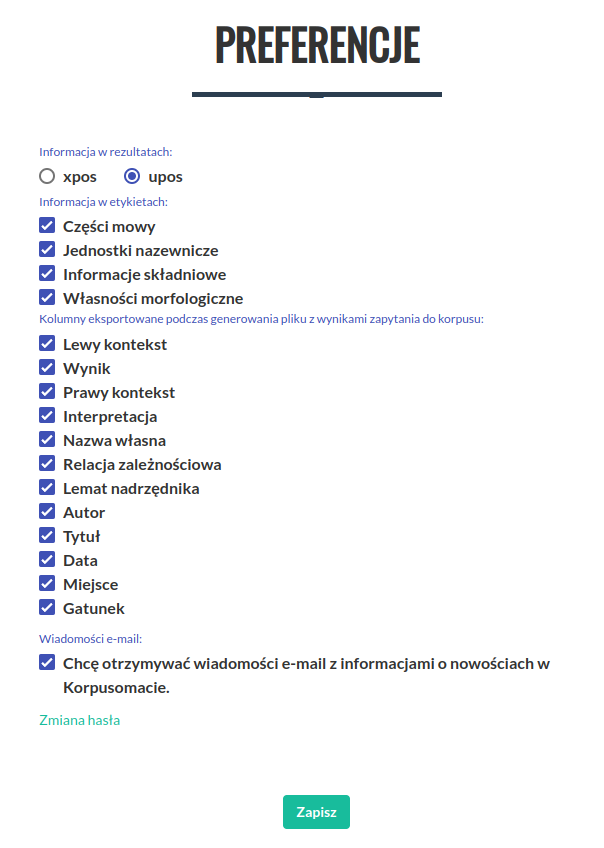 PREFERENCJE
Informacja w rezultatach:
xpos upos
Informacja w etykietach:
Części mowy
Jednostki nazewnicze
Informacje składniowe
Własności morfologiczne
Kolumny eksportowane podczas generowania pliku z wynikami zapytania do korpusu:
Lewy kontekst
Wynik
Prawy kontekst
Interpretacja
Nazwa własna
Relacja zależnościowa
Lemat nadrzędnika
Autor
Tytuł
Data
Miejsce
Gatunek
Wiadomości e-mail:
Chcę otrzymywać wiadomości e-mail z informacjami o nowościach w
Korpusomacie.
Zmiana hasła
Zapisz